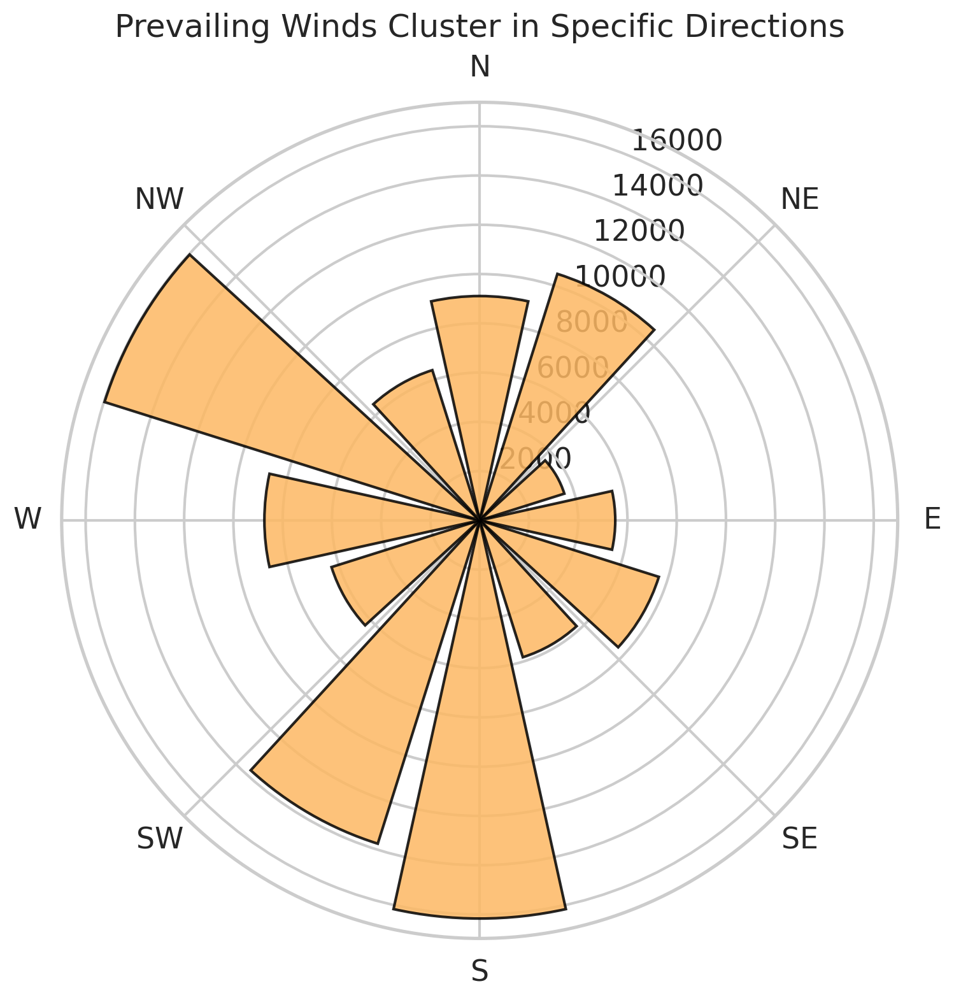 Prevailing Winds Cluster in Specific Directions
N
16000
14000
NW
NE
12000
10000
8000
6000
4000
2000
W
E
SW
SE
S